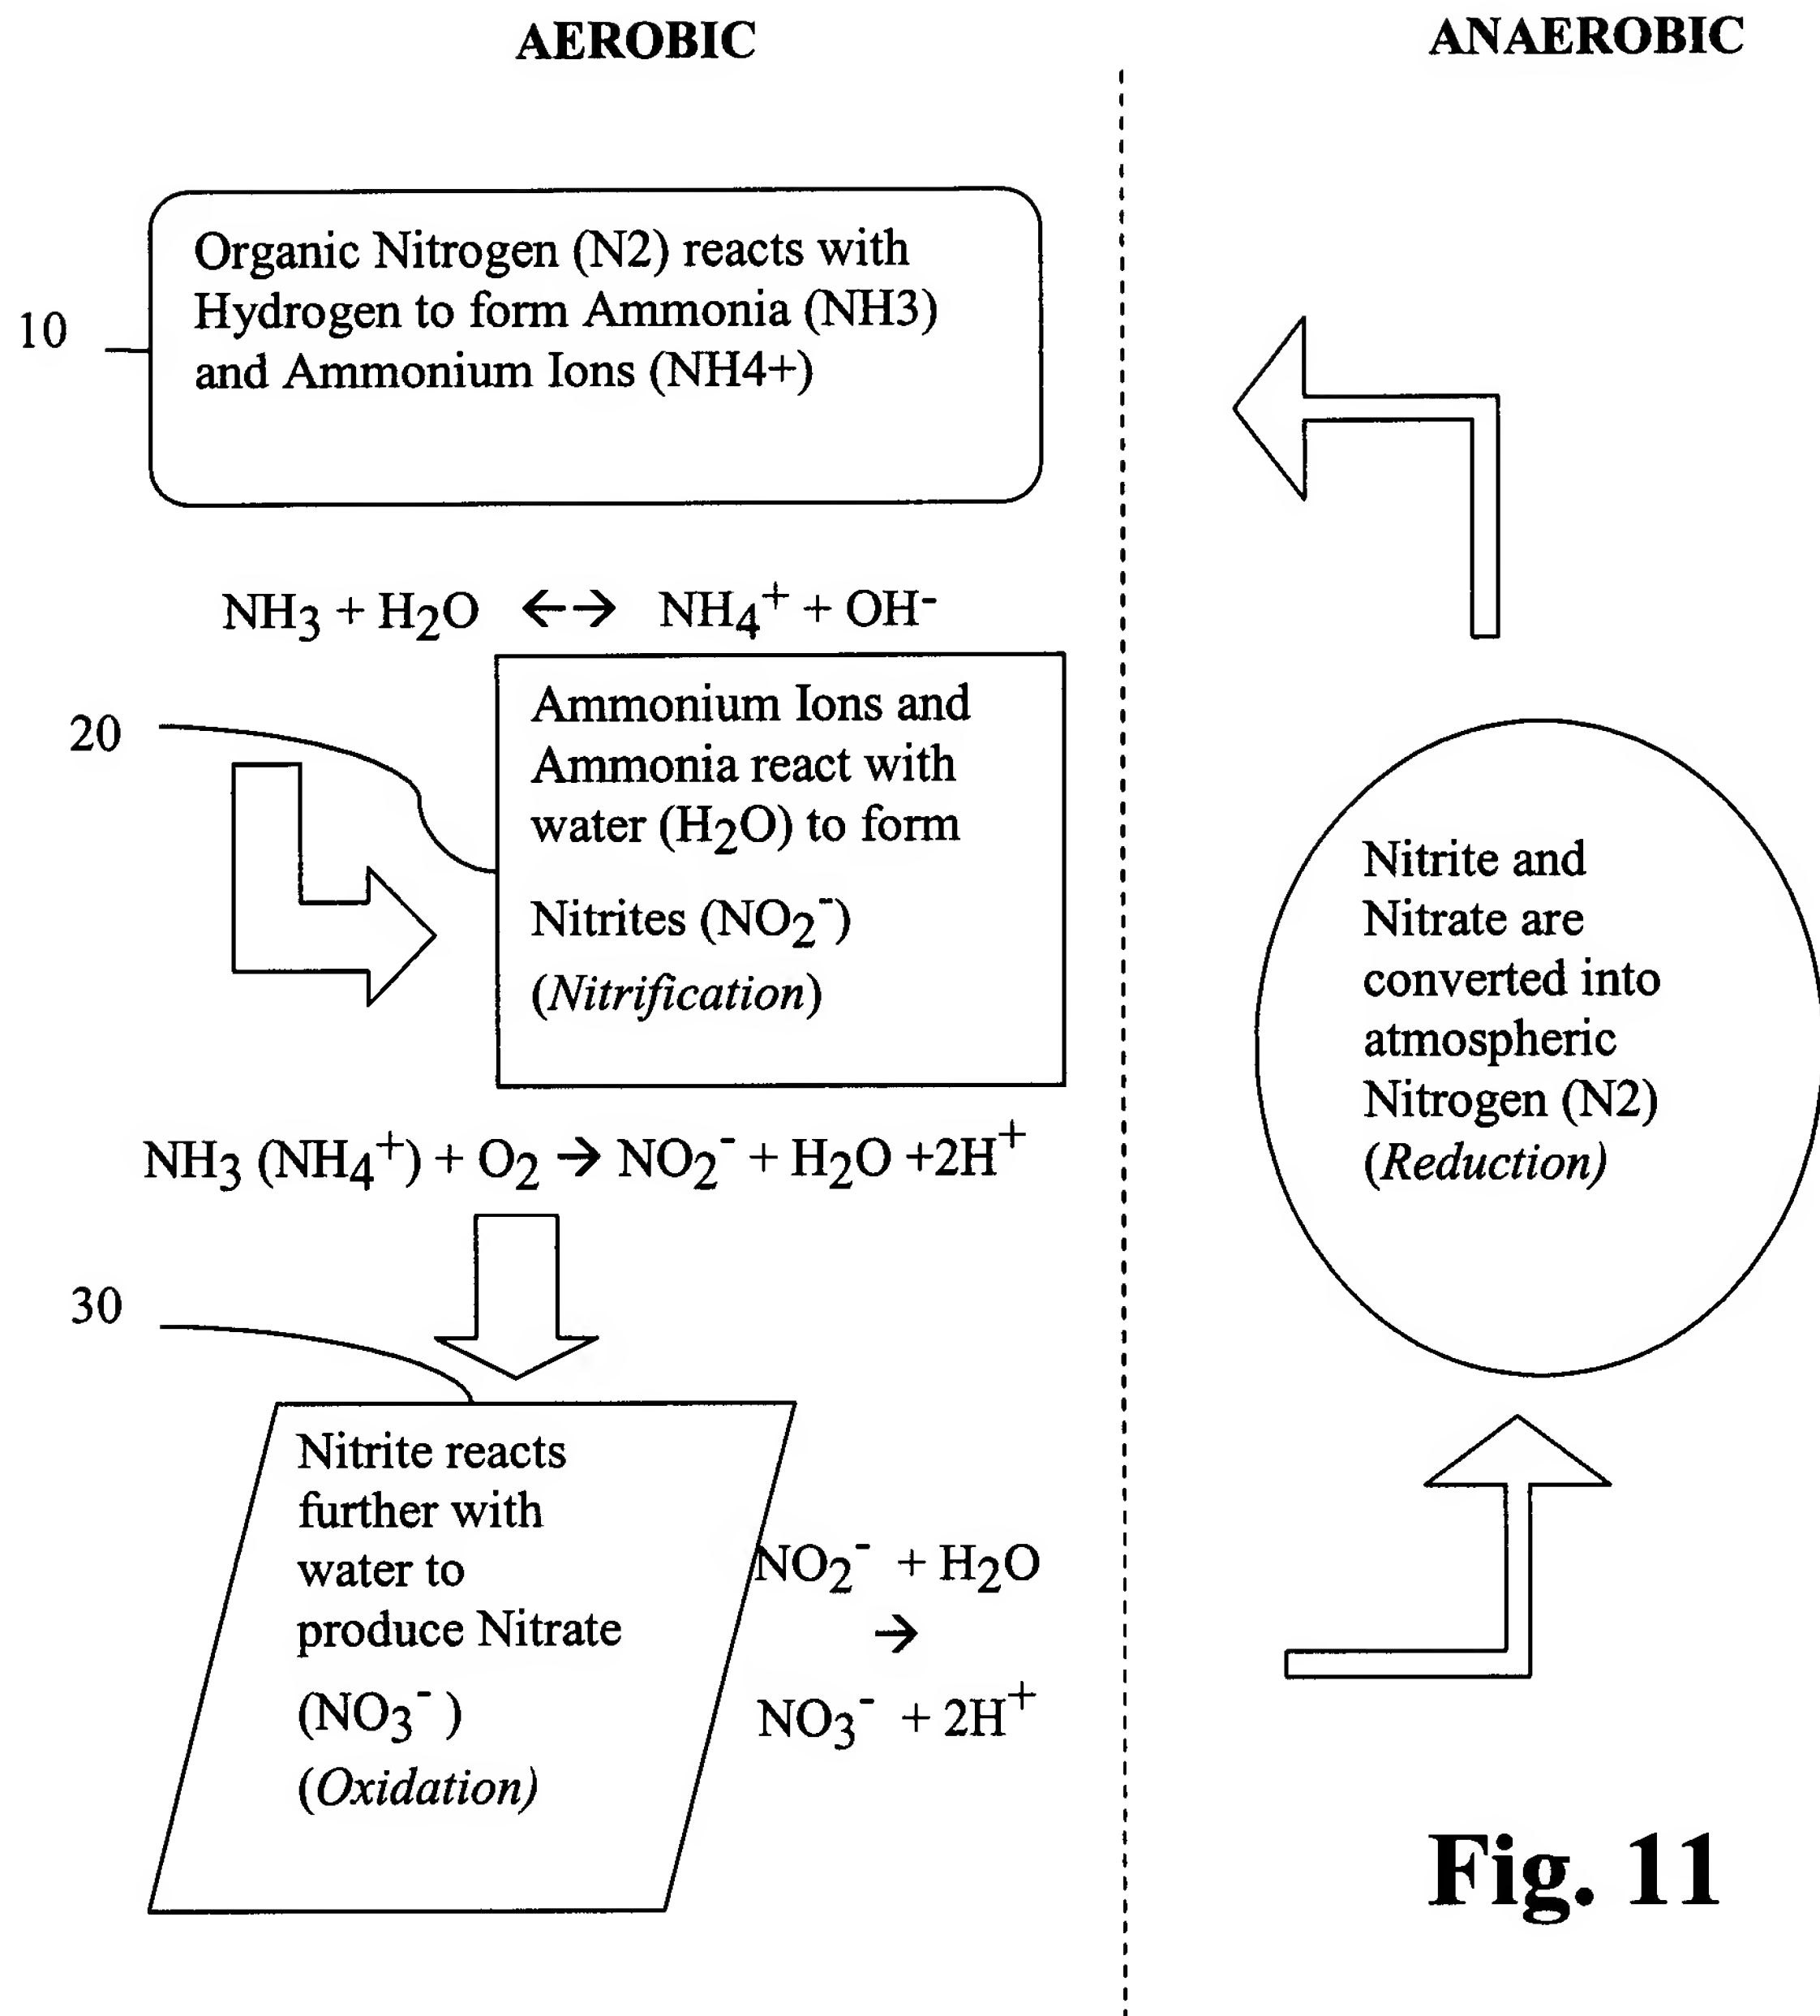 AEROBIC
ANAEROBIC
Organic Nitrogen (N2) reacts with
Hydrogen to form Ammonia (NH3)
and Ammonium Ions (NH4+)
10
NH₃ + H₂O ↔ NH₄⁺ + OH⁻
20
Ammonium Ions and
Ammonia react with
water (H₂O) to form
Nitrites (NO₂⁻)
(Nitrification)
NH₃ (NH₄⁺) + O₂ → NO₂⁻ + H₂O +2H⁺
30
Nitrite reacts
further with
water to
produce Nitrate
(NO₃⁻ )
(Oxidation)
NO₂⁻ + H₂O
→
NO₃⁻ + 2H⁺
Nitrite and
Nitrate are
converted into
atmospheric
Nitrogen (N2)
(Reduction)
Fig. 11